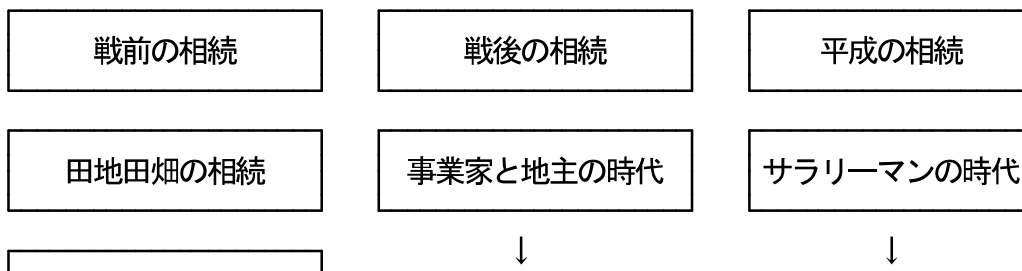 戦前の相続
戦後の相続
平成の相続
田地田畑の相続
事業家と地主の時代
サラリーマンの時代
↓
↓